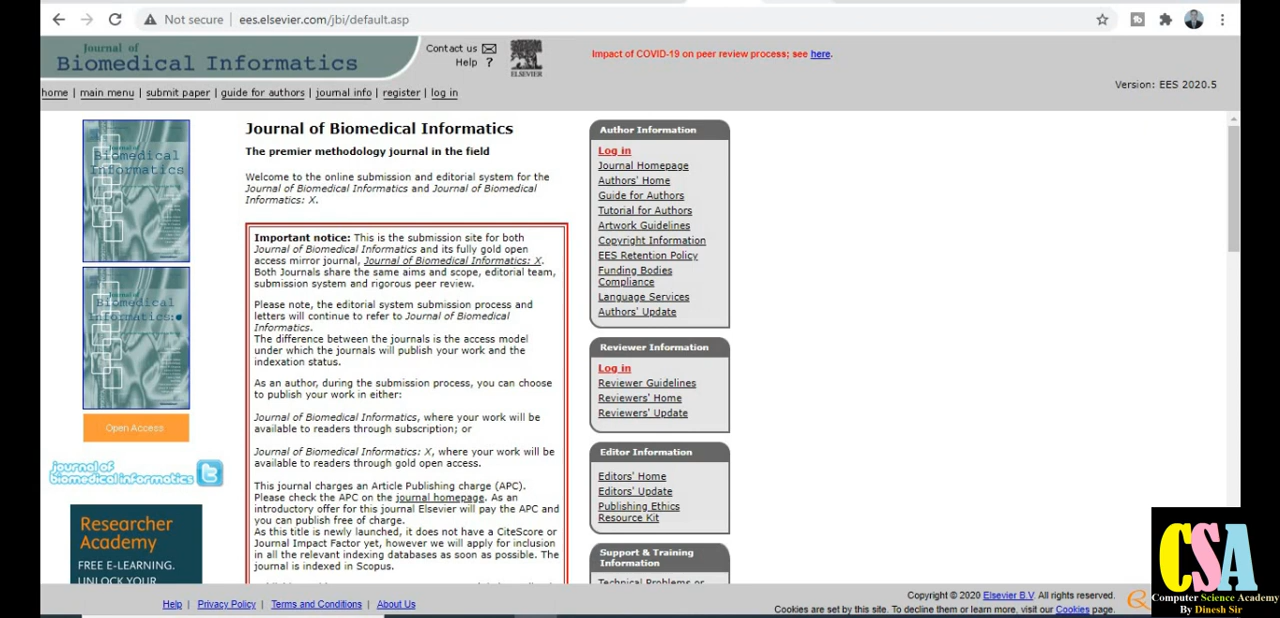 Not secure | ees.elsevier.com/jbi/default.asp
Journal of
Biomedical Informatics
Contact us
Help ?
ELSEVIER
Impact of COVID-19 on peer review process; see here.
Version: EES 2020.5
home | main menu | submit paper | guide for authors | journal info | register | log in
Journal of
Biomedical
Informatics
Journal of
Biomedical
Informatics:
Open Access
journal of
biomedical informatics
Researcher
Academy
FREE E-LEARNING.
UNLOCK YOUR
Journal of Biomedical Informatics
The premier methodology journal in the field
Welcome to the online submission and editorial system for the
Journal of Biomedical Informatics and Journal of Biomedical
Informatics: X.
Important notice: This is the submission site for both
Journal of Biomedical Informatics and its fully gold open
access mirror journal, Journal of Biomedical Informatics: X.
Both Journals share the same aims and scope, editorial team,
submission system and rigorous peer review.
Please note, the editorial system submission process and
letters will continue to refer to Journal of Biomedical
Informatics.
The difference between the journals is the access model
under which the journals will publish your work and the
indexation status.
As an author, during the submission process, you can choose
to publish your work in either:
Journal of Biomedical Informatics, where your work will be
available to readers through subscription; or
Journal of Biomedical Informatics: X, where your work will be
available to readers through gold open access.
This journal charges an Article Publishing charge (APC).
Please check the APC on the journal homepage. As an
introductory offer for this journal Elsevier will pay the APC and
you can publish free of charge.
As this title is newly launched, it does not have a CiteScore or
Journal Impact Factor yet, however we will apply for inclusion
in all the relevant indexing databases as soon as possible. The
journal is indexed in Scopus.
Author Information
Log in
Journal Homepage
Authors' Home
Guide for Authors
Tutorial for Authors
Artwork Guidelines
Copyright Information
EES Retention Policy
Funding Bodies
Compliance
Language Services
Authors' Update
Reviewer Information
Log in
Reviewer Guidelines
Reviewers' Home
Reviewers' Update
Editor Information
Editors' Home
Editors' Update
Publishing Ethics
Resource Kit
Support & Training
Information
Technical Problems or
Help | Privacy Policy | Terms and Conditions | About Us
Copyright © 2020 Elsevier B.V. All rights reserved.
Cookies are set by this site. To decline them or learn more, visit our Cookies page.
CSA
Computer Science Academy
By Dinesh Sir